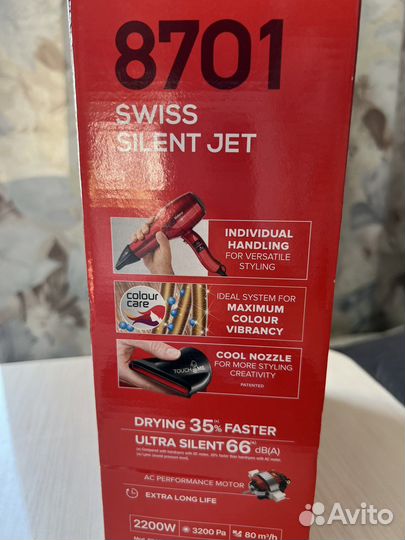 8701
SWISS
SILENT JET
INDIVIDUAL
HANDLING
FOR VERSATILE
STYLING
colour
care
IDEAL SYSTEM FOR
MAXIMUM
COLOUR
VIBRANCY
TOUCH ME
COOL NOZZLE
FOR MORE STYLING
CREATIVITY
PATENTED
DRYING 35% FASTER
ULTRA SILENT 66 dB(A)
AC PERFORMANCE MOTOR
EXTRA LONG LIFE
2200W 3200 Pa 80 m³/h
Avito